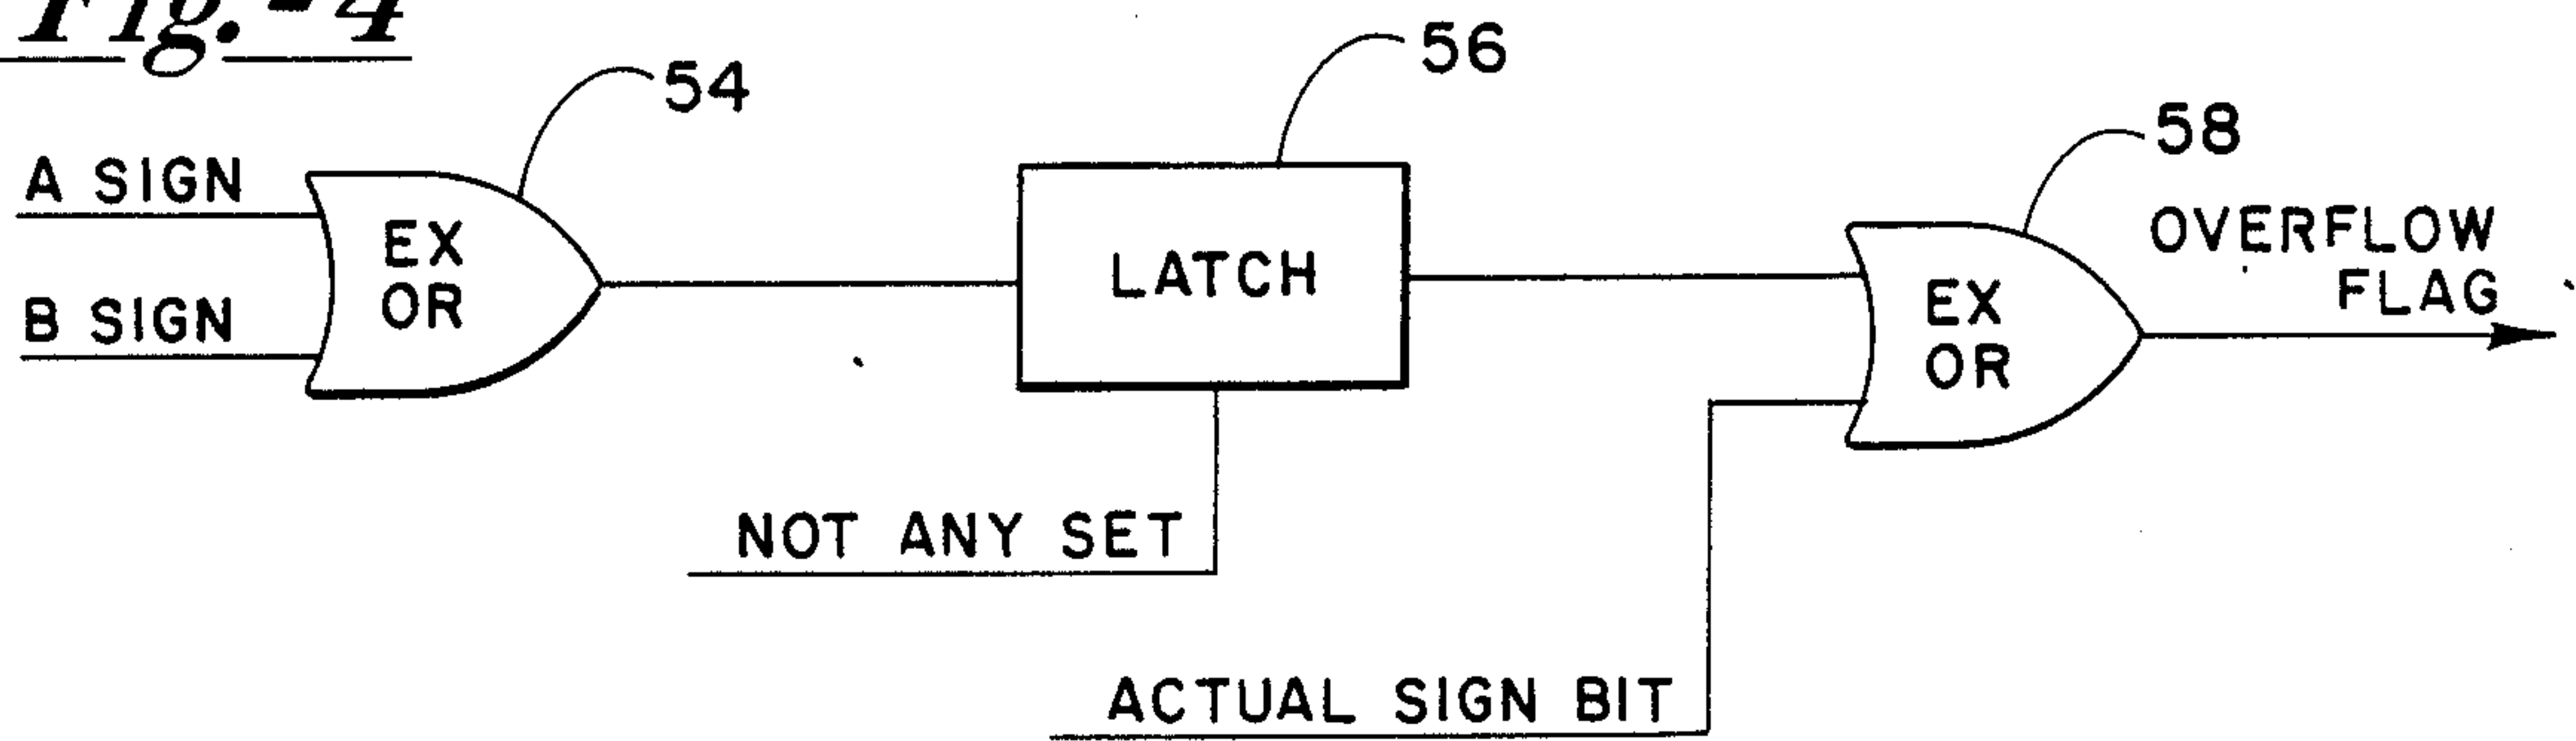 Fig.-4
54
56
58
A SIGN
B SIGN
EX
OR
LATCH
EX
OR
OVERFLOW
FLAG
NOT ANY SET
ACTUAL SIGN BIT